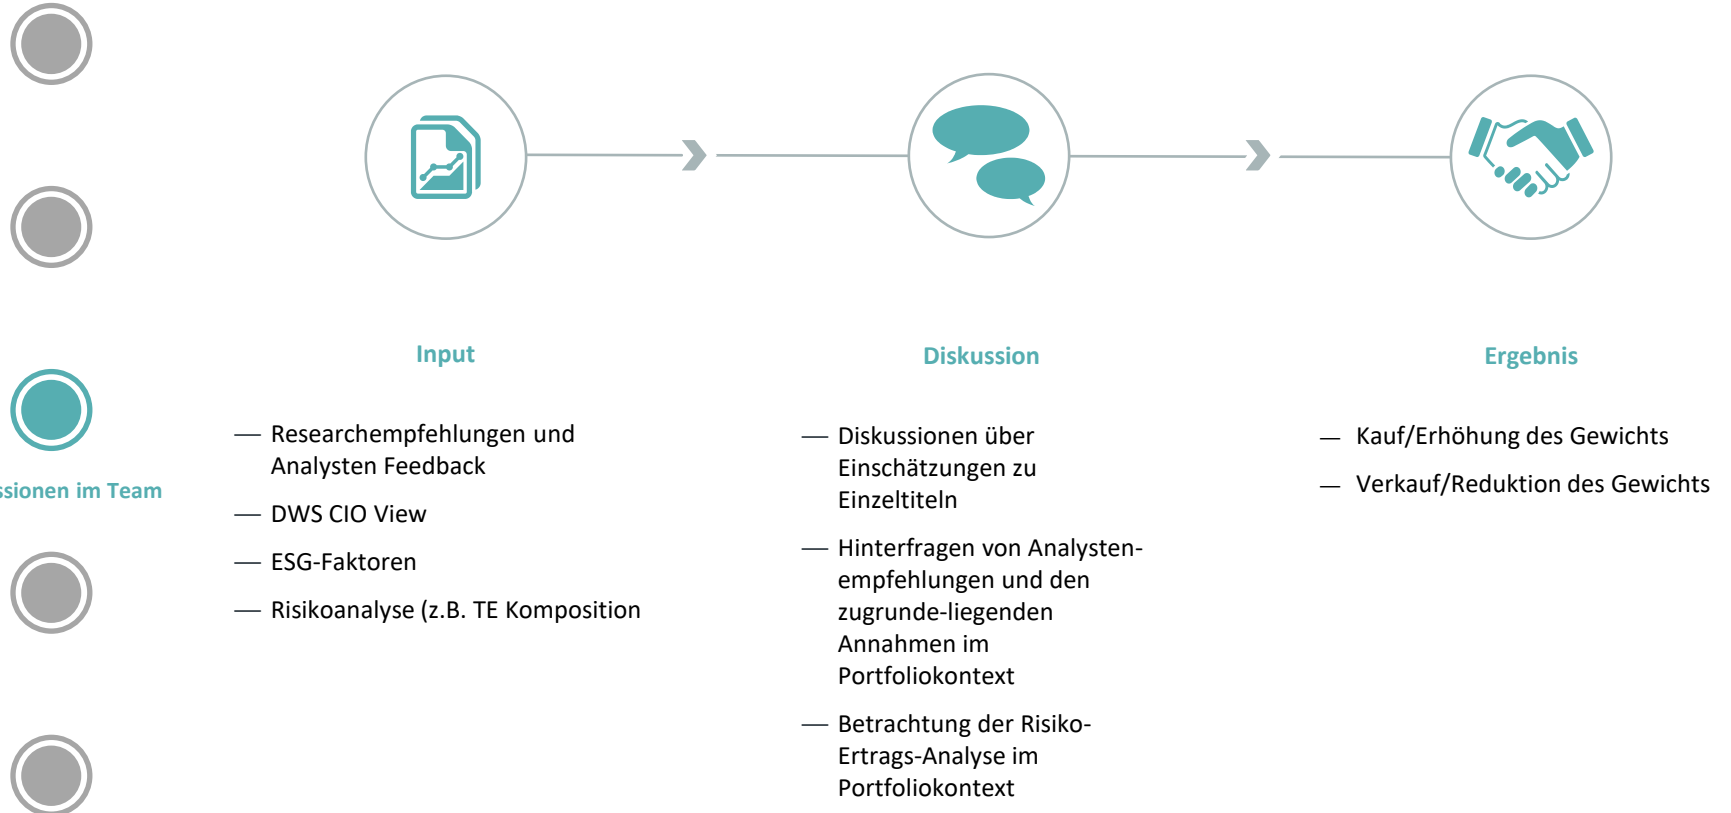 Input
— Researchempfehlungen und
Analysten Feedback
— DWS CIO View
— ESG-Faktoren
— Risikoanalyse (z.B. TE Komposition
Diskussion
— Diskussionen über
Einschätzungen zu
Einzeltiteln
— Hinterfragen von Analysten-
empfehlungen und den
zugrunde-liegenden
Annahmen im
Portfoliokontext
— Betrachtung der Risiko-
Ertrags-Analyse im
Portfoliokontext
Ergebnis
— Kauf/Erhöhung des Gewichts
— Verkauf/Reduktion des Gewichts
im Team